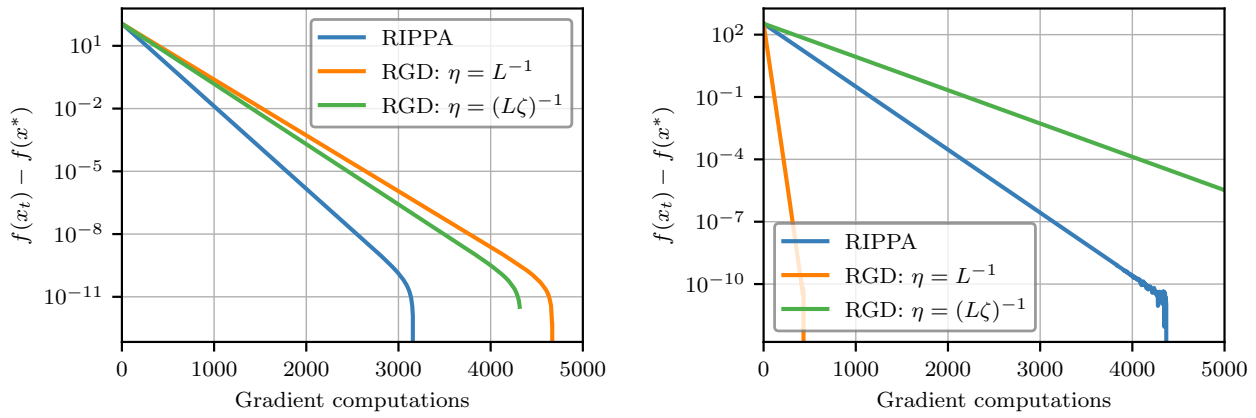 f(x_t) − f(x*)
10^1
10^{-2}
10^{-5}
10^{-8}
10^{-11}
RIPPA
RGD: η = L^{-1}
RGD: η = (Lζ)^{-1}
0 1000 2000 3000 4000 5000
Gradient computations
f(x_t) − f(x*)
10^2
10^{-1}
10^{-4}
10^{-7}
10^{-10}
RIPPA
RGD: η = L^{-1}
RGD: η = (Lζ)^{-1}
0 1000 2000 3000 4000 5000
Gradient computations